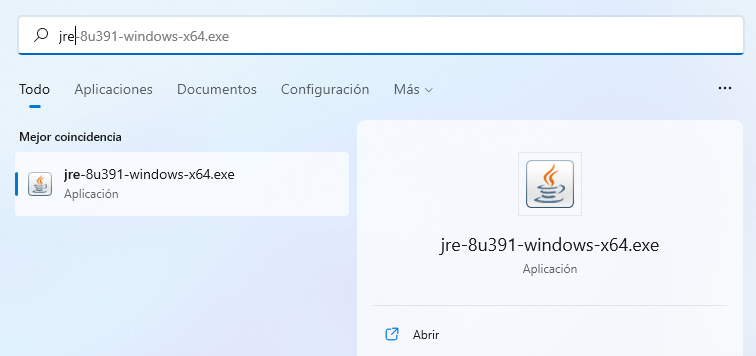 jre-8u391-windows-x64.exe
Todo Aplicaciones Documentos Configuración Más
Mejor coincidencia
jre-8u391-windows-x64.exe
Aplicación
jre-8u391-windows-x64.exe
Aplicación
Abrir